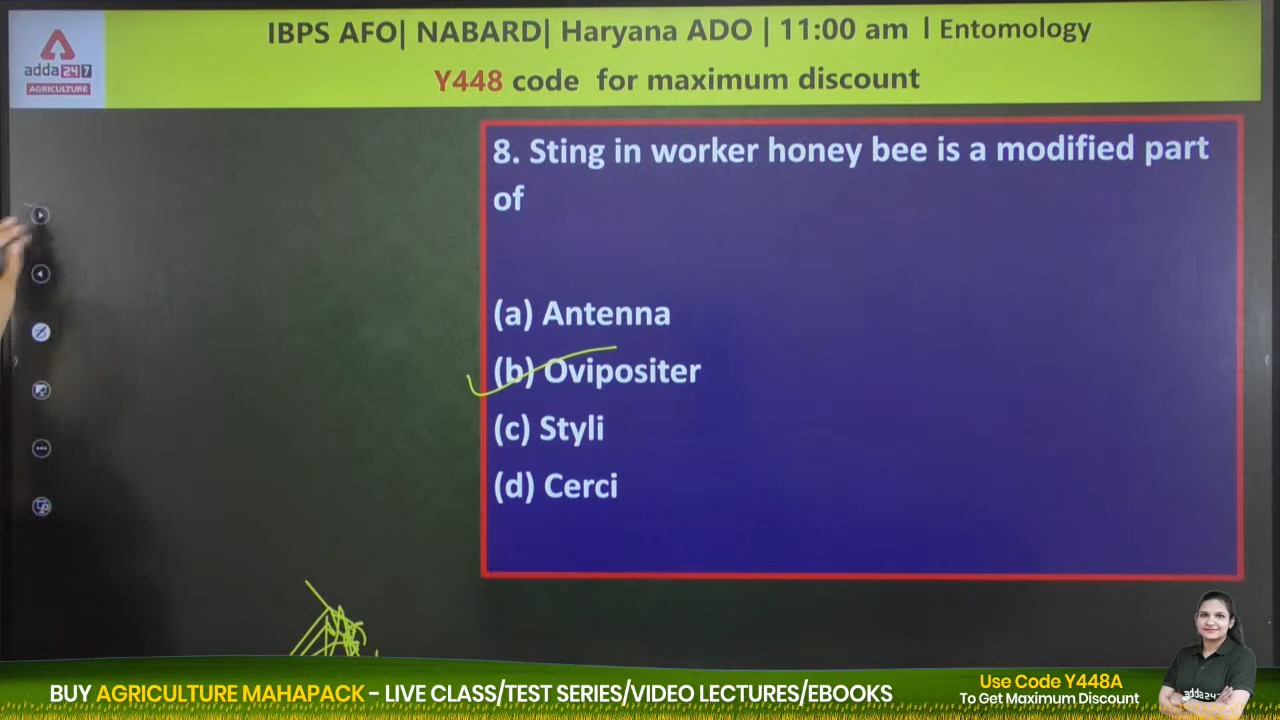 IBPS AFO| NABARD| Haryana ADO | 11:00 am l Entomology
adda247
AGRICULTURE
Y448 code for maximum discount
8. Sting in worker honey bee is a modified part
of
(a) Antenna
(b) Ovipositer
(c) Styli
(d) Cerci
BUY AGRICULTURE MAHAPACK – LIVE CLASS/TEST SERIES/VIDEO LECTURES/EBOOKS
Use Code Y448A
To Get Maximum Discount
adda247